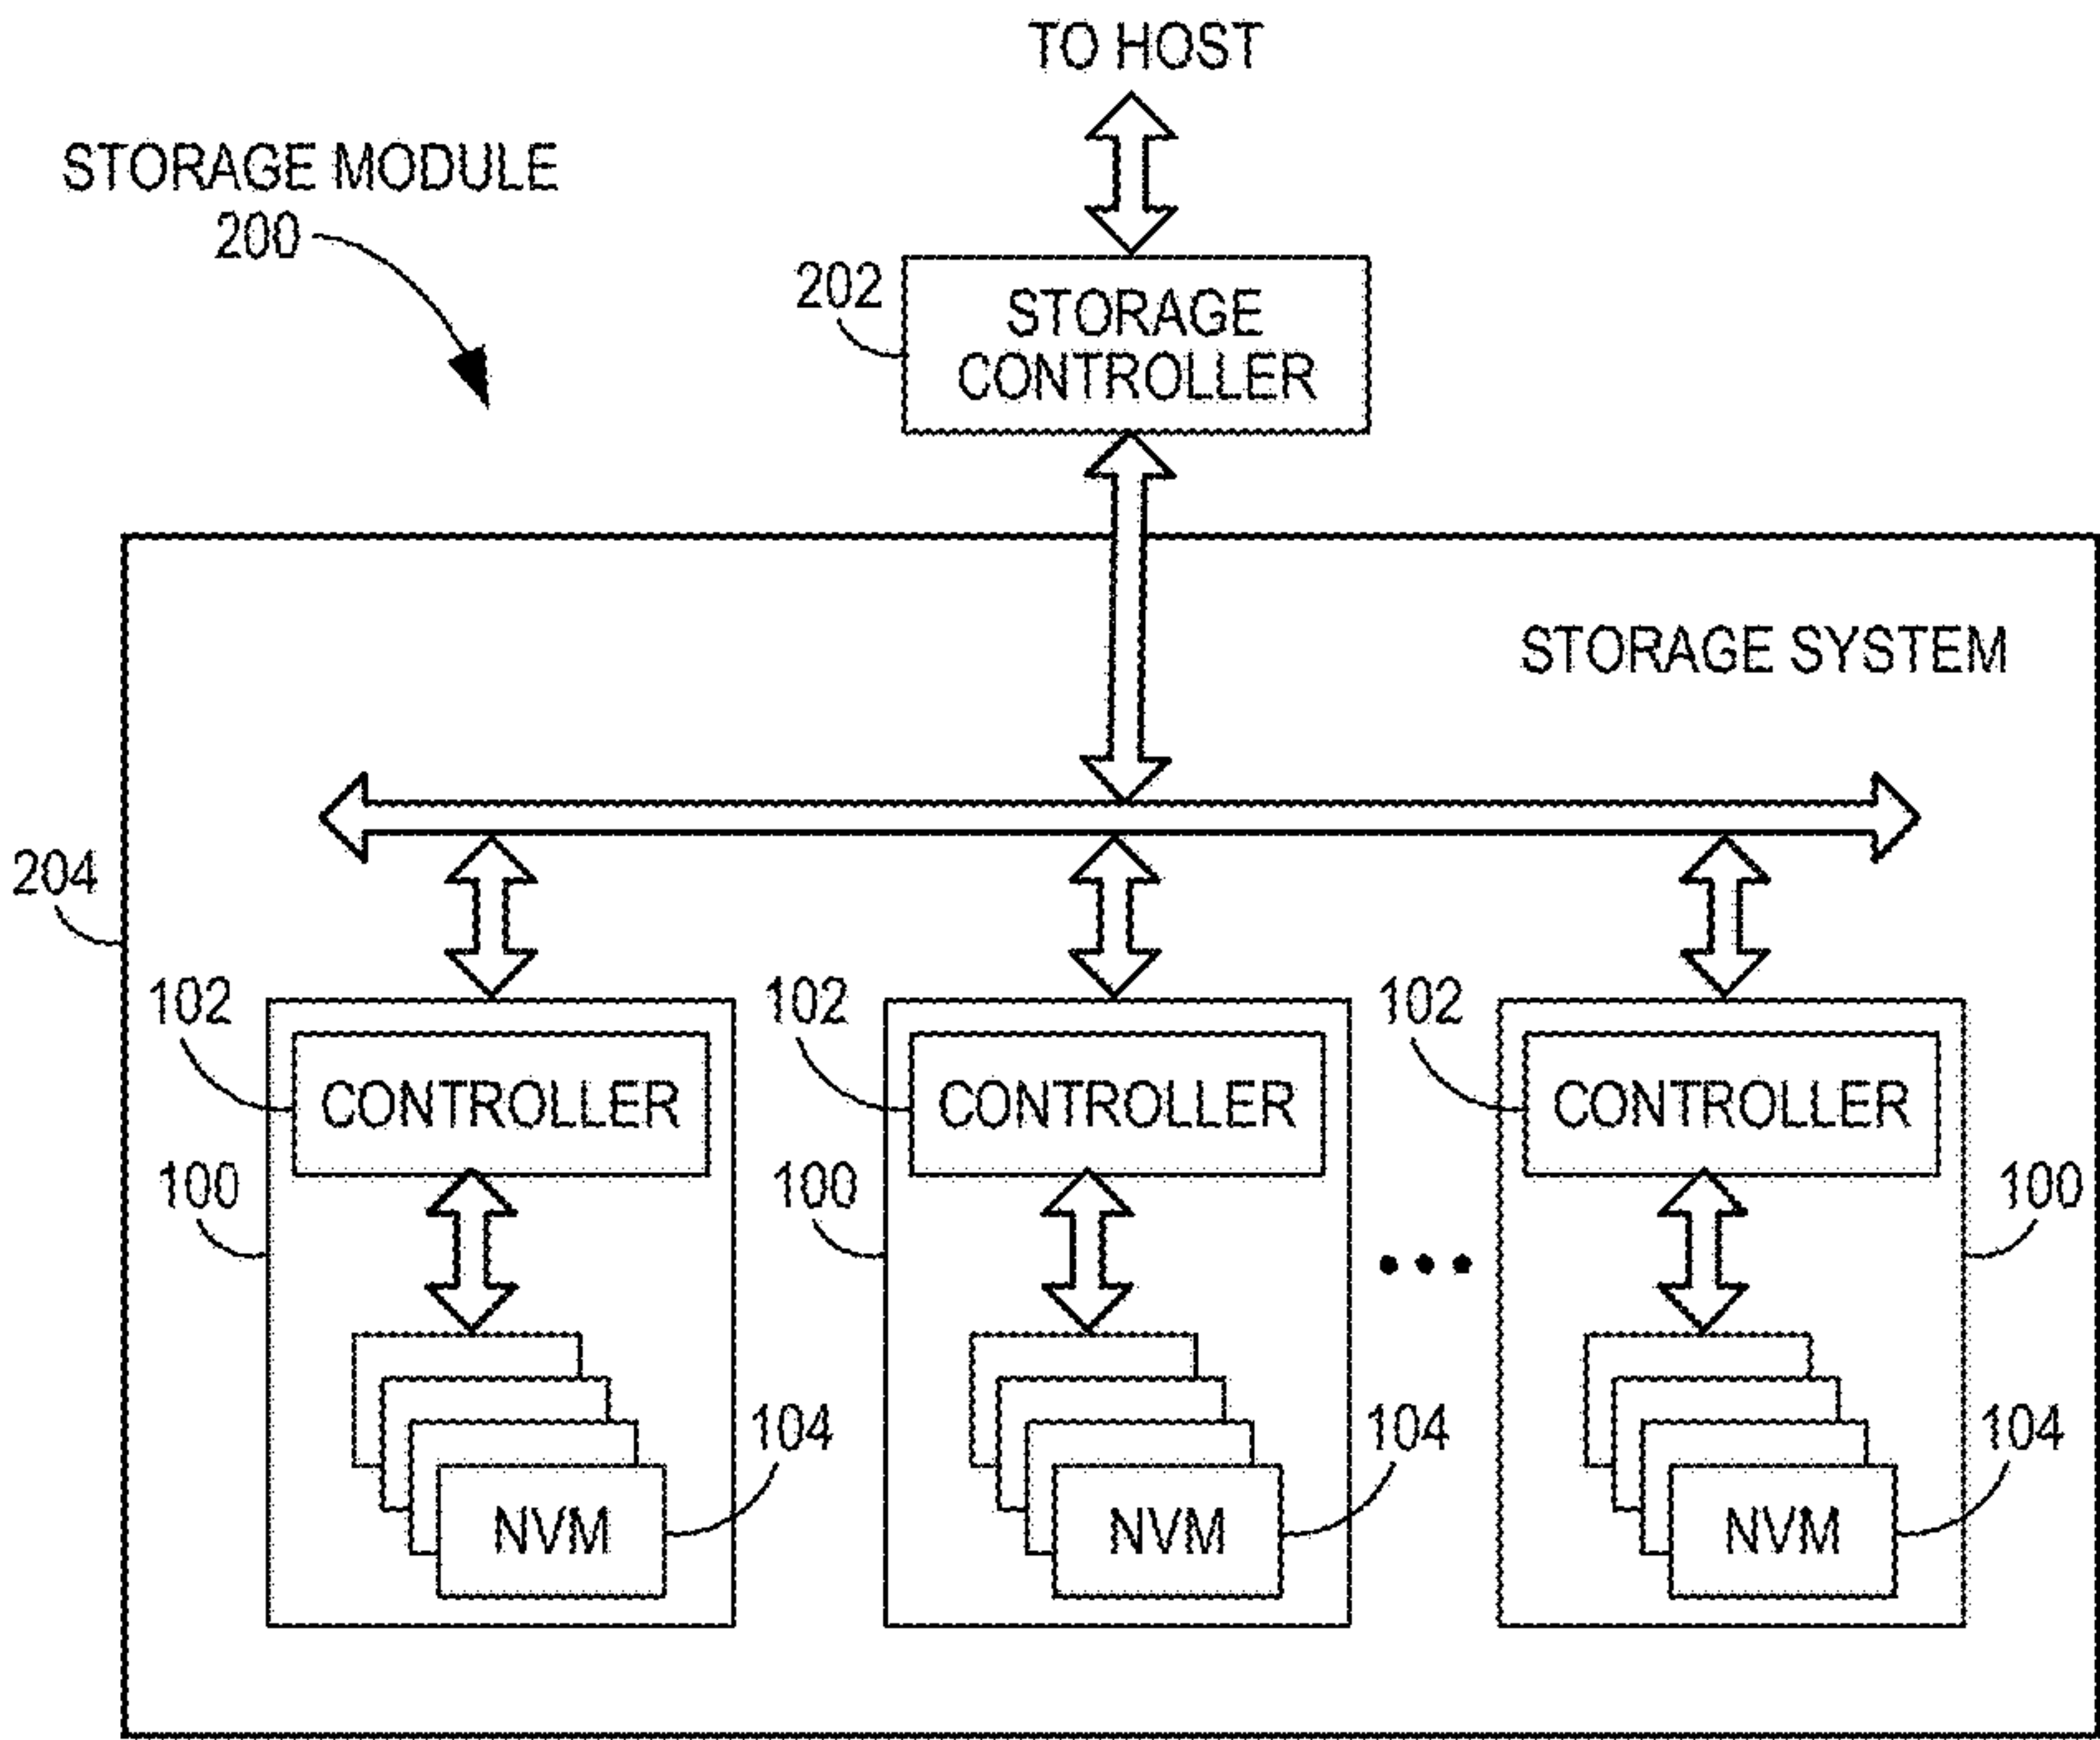 TO HOST
STORAGE MODULE
200
202
STORAGE
CONTROLLER
STORAGE SYSTEM
204
102
102
102
CONTROLLER
CONTROLLER
CONTROLLER
100
100
100
104
104
104
NVM
NVM
NVM